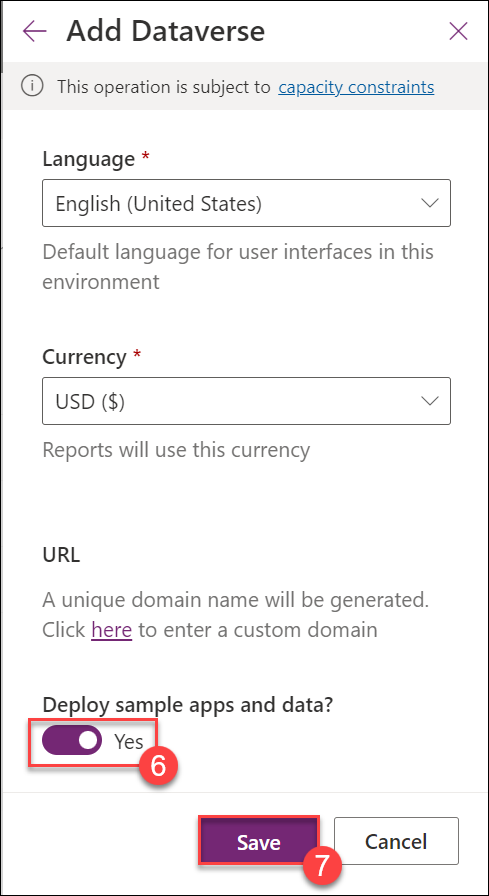 Add Dataverse
This operation is subject to capacity constraints
Language *
English (United States)
Default language for user interfaces in this
environment
Currency *
USD ($)
Reports will use this currency
URL
A unique domain name will be generated.
Click here to enter a custom domain
Deploy sample apps and data?
Yes
6
Save
Cancel
7